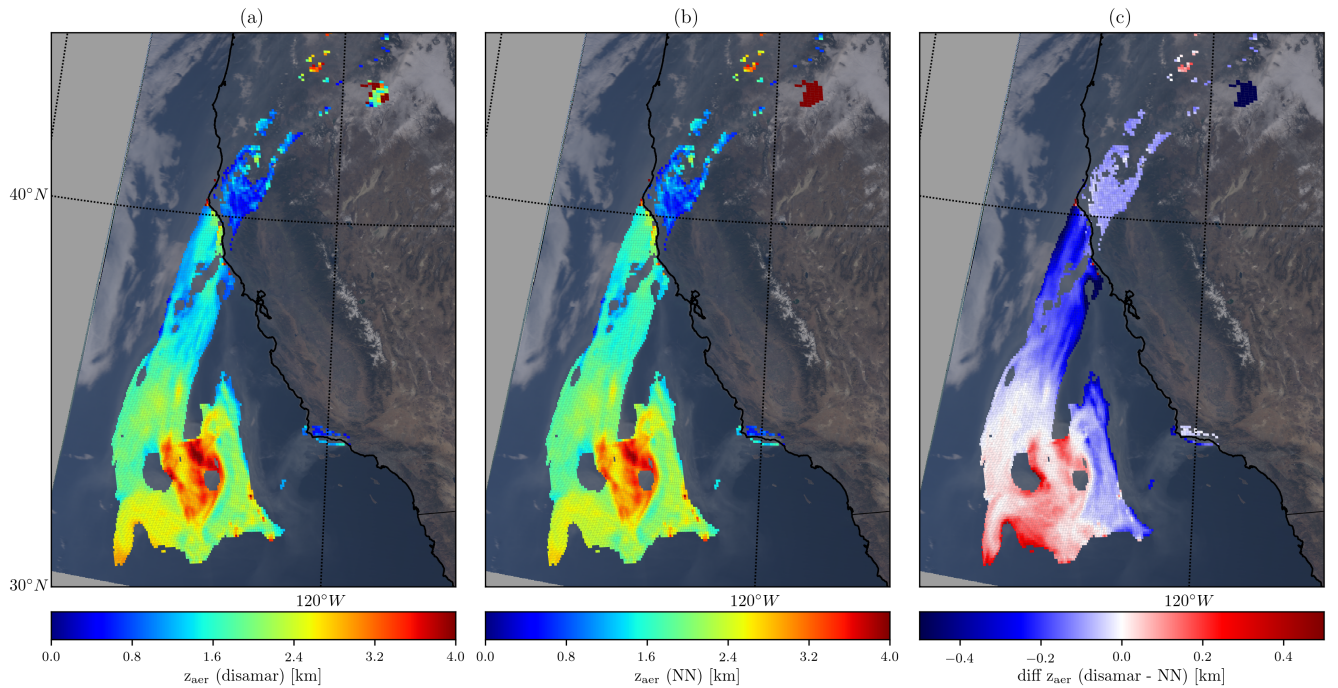 (a) (b) (c)
40°N
30°N
120°W 120°W 120°W
0.0 0.8 1.6 2.4 3.2 4.0 0.0 0.8 1.6 2.4 3.2 4.0 −0.4 −0.2 0.0 0.2 0.4
z_aer (disamar) [km] z_aer (NN) [km] diff z_aer (disamar - NN) [km]